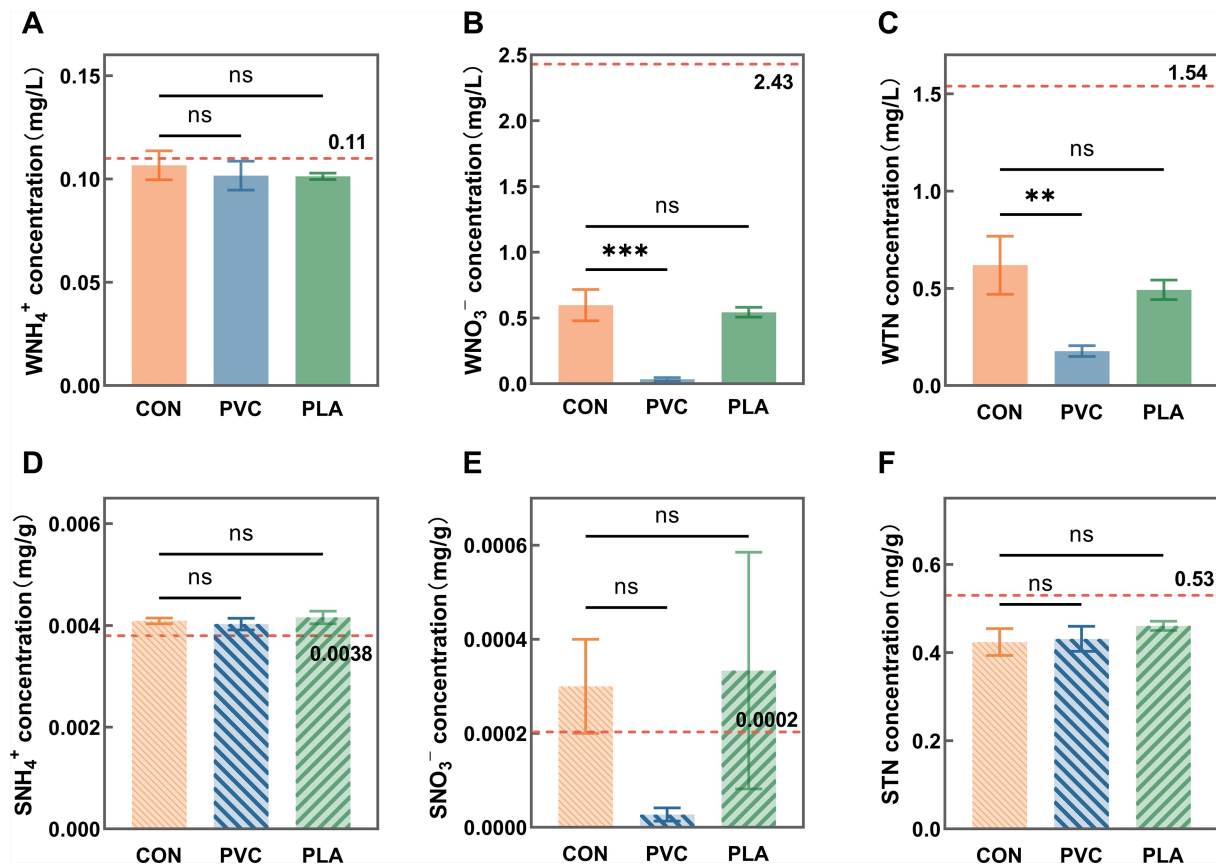 A
WNH₄⁺ concentration (mg/L)
0.15
0.10
0.05
0.00
ns
ns
0.11
CON PVC PLA
B
WNO₃⁻ concentration (mg/L)
2.5
2.0
1.5
1.0
0.5
0.0
2.43
ns
***
CON PVC PLA
C
WTN concentration (mg/L)
1.5
1.0
0.5
0.0
1.54
ns
**
CON PVC PLA
D
SNH₄⁺ concentration (mg/g)
0.006
0.004
0.002
0.000
ns
ns
0.0038
CON PVC PLA
E
SNO₃⁻ concentration (mg/g)
0.0006
0.0004
0.0002
0.0000
ns
ns
0.0002
CON PVC PLA
F
STN concentration (mg/g)
0.6
0.4
0.2
0.0
ns
0.53
ns
CON PVC PLA